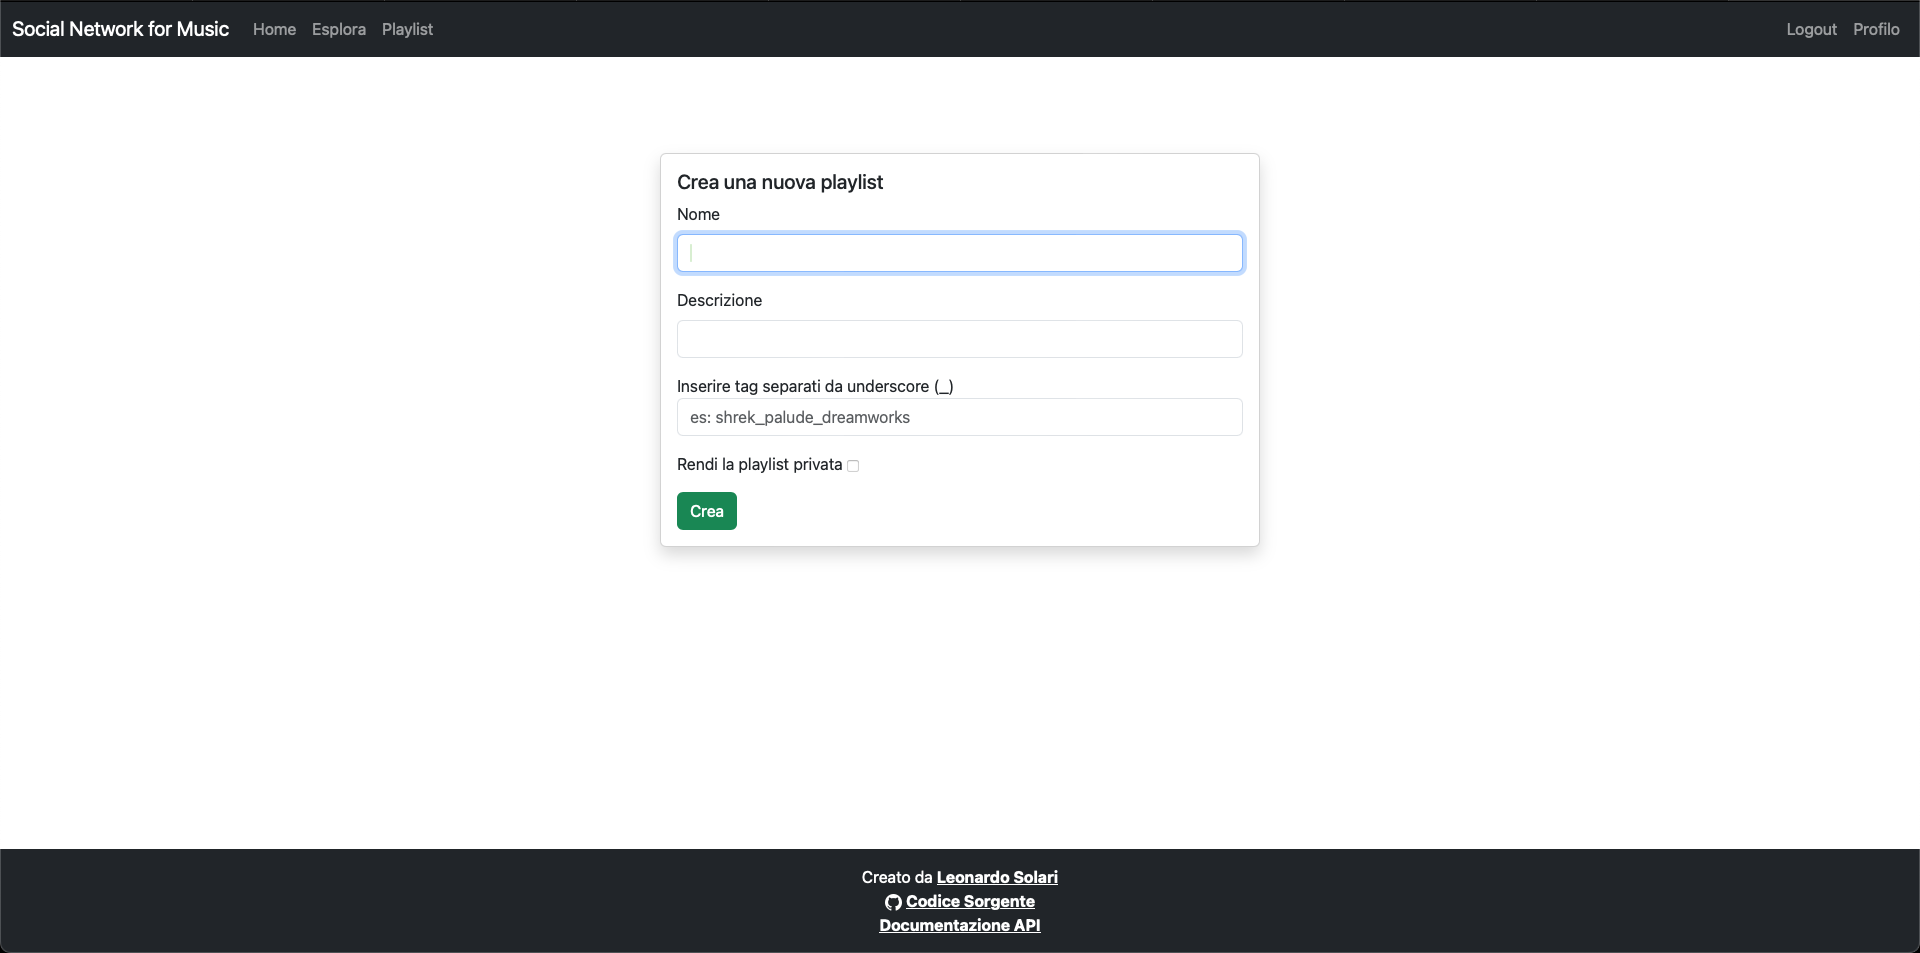 Social Network for Music Home Esplora Playlist Logout Profilo
Crea una nuova playlist
Nome
Descrizione
Inserire tag separati da underscore (_)
es: shrek_palude_dreamworks
Rendi la playlist privata
Crea
Creato da Leonardo Solari
Codice Sorgente
Documentazione API